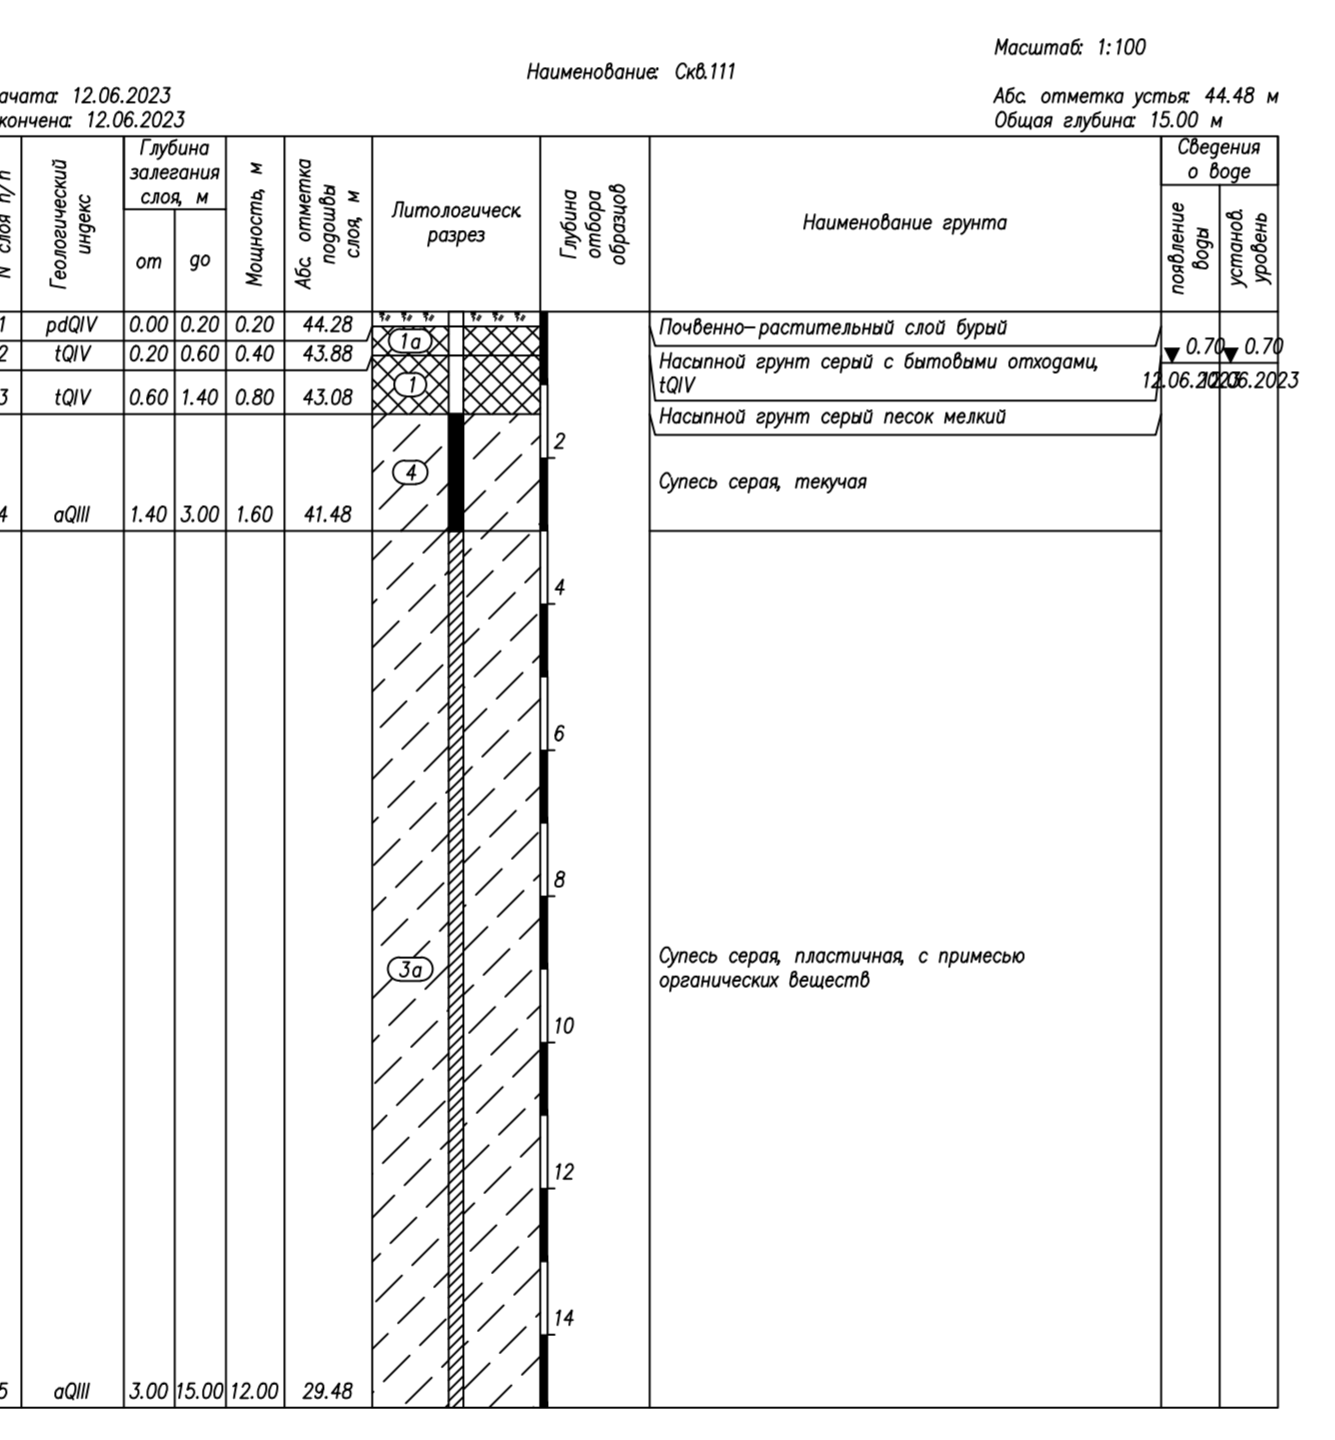 Масштаб: 1:100
Наименование: Скв.111
ачата: 12.06.2023
кончена: 12.06.2023
Абс. отметка устья: 44.48 м
Общая глубина: 15.00 м
N слоя п/п
Геологический индекс
Глубина залегания слоя, м
от
до
Мощность, м
Абс. отметка подошвы слоя, м
Литологическ. разрез
Глубина отбора образцов
Наименование грунта
Сведения о воде
появление воды
установ. уровень
1 pdQIV 0.00 0.20 0.20 44.28
Почвенно-растительный слой бурый
2 tQIV 0.20 0.60 0.40 43.88
1а
Насыпной грунт серый с бытовыми отходами,
tQIV
0.70 0.70
12.06.2023 12.06.2023
3 tQIV 0.60 1.40 0.80 43.08
1
Насыпной грунт серый песок мелкий
2
4
Супесь серая, текучая
4 aQIII 1.40 3.00 1.60 41.48
4
6
8
3а
Супесь серая, пластичная, с примесью
органических веществ
10
12
14
5 aQIII 3.00 15.00 12.00 29.48